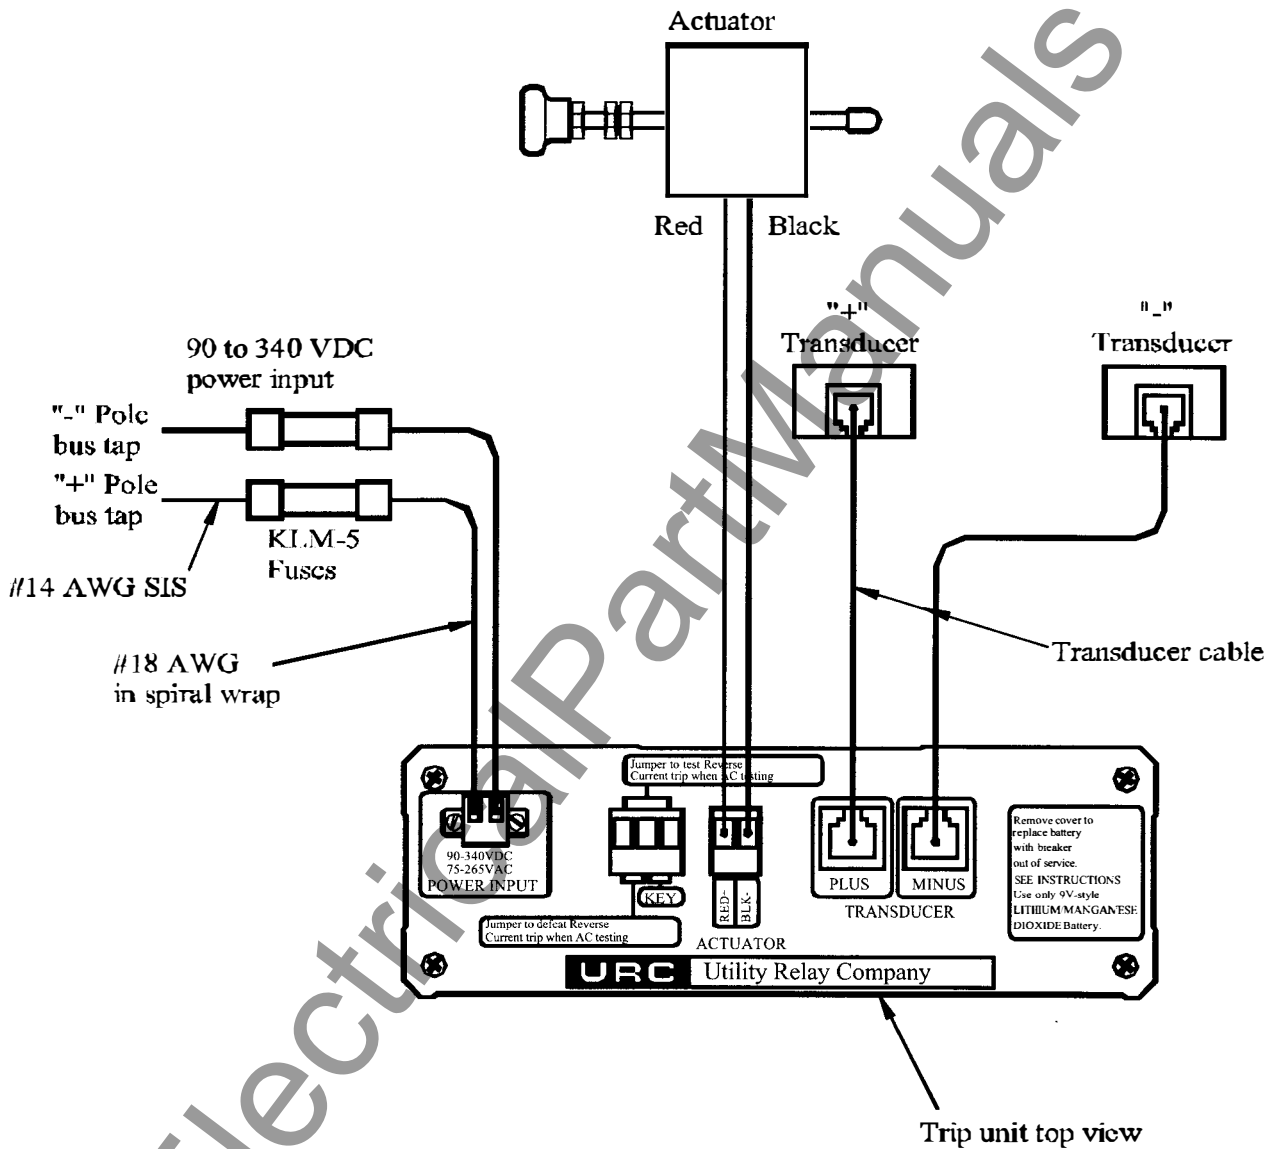 Actuator
Red
Black
"+"
Transducer
"-"
Transducer
90 to 340 VDC
power input
"-" Pole
bus tap
"+" Pole
bus tap
KLM-5
Fuses
#14 AWG SIS
#18 AWG
in spiral wrap
Transducer cable
Jumper to test Reverse
Current trip when AC testing
90-340VDC
75-265VAC
POWER INPUT
KEY
Jumper to defeat Reverse
Current trip when AC testing
RED+
BLK-
ACTUATOR
PLUS
MINUS
TRANSDUCER
Remove cover to
replace battery
with breaker
out of service.
SEE INSTRUCTIONS
Use only 9V-style
LITHIUM/MANGANESE
DIOXIDE Battery.
URC Utility Relay Company
Trip unit top view
ElectricalPartManuals